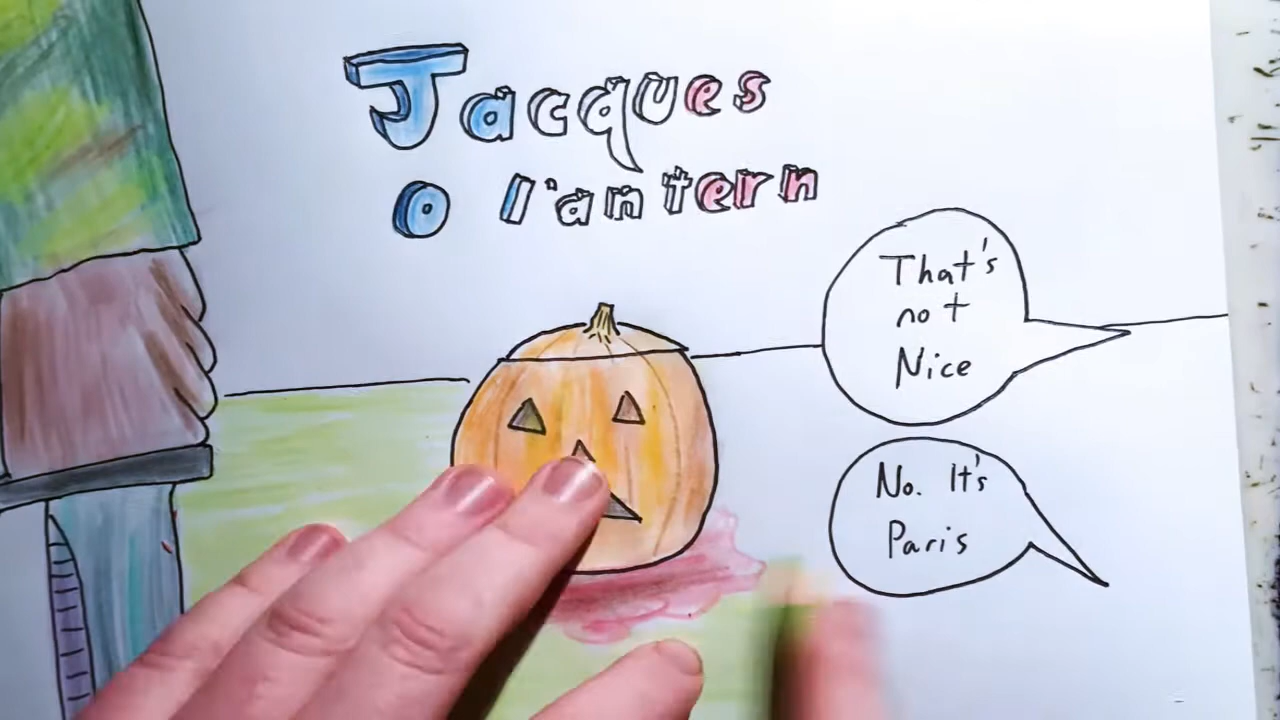 Jacques
O l'antern
That's
not
Nice
No. It's
Paris